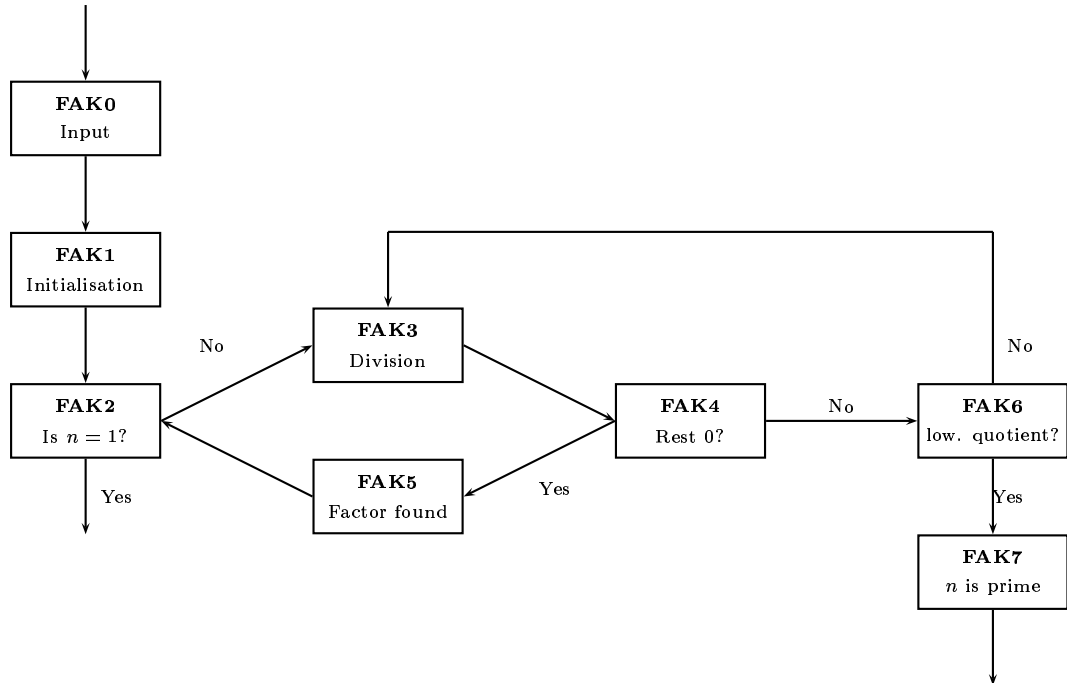 FAK0
Input
FAK1
Initialisation
No
FAK3
Division
No
FAK2
Is n = 1?
FAK4
Rest 0?
No
FAK6
low. quotient?
Yes
FAK5
Factor found
Yes
Yes
FAK7
n is prime